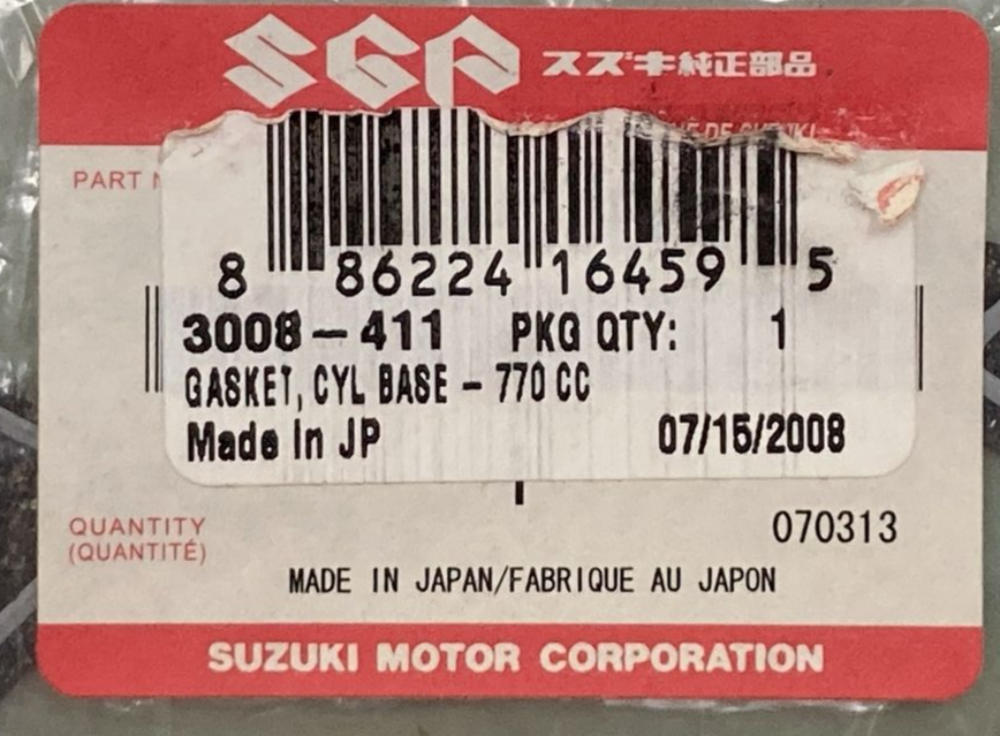 SGP スズキ純正部品
PART
8 86224 16459 5
3008-411 PKG QTY: 1
GASKET, CYL BASE - 770 CC
Made In JP 07/15/2008
QUANTITY 070313
(QUANTITÉ)
MADE IN JAPAN/FABRIQUE AU JAPON
SUZUKI MOTOR CORPORATION